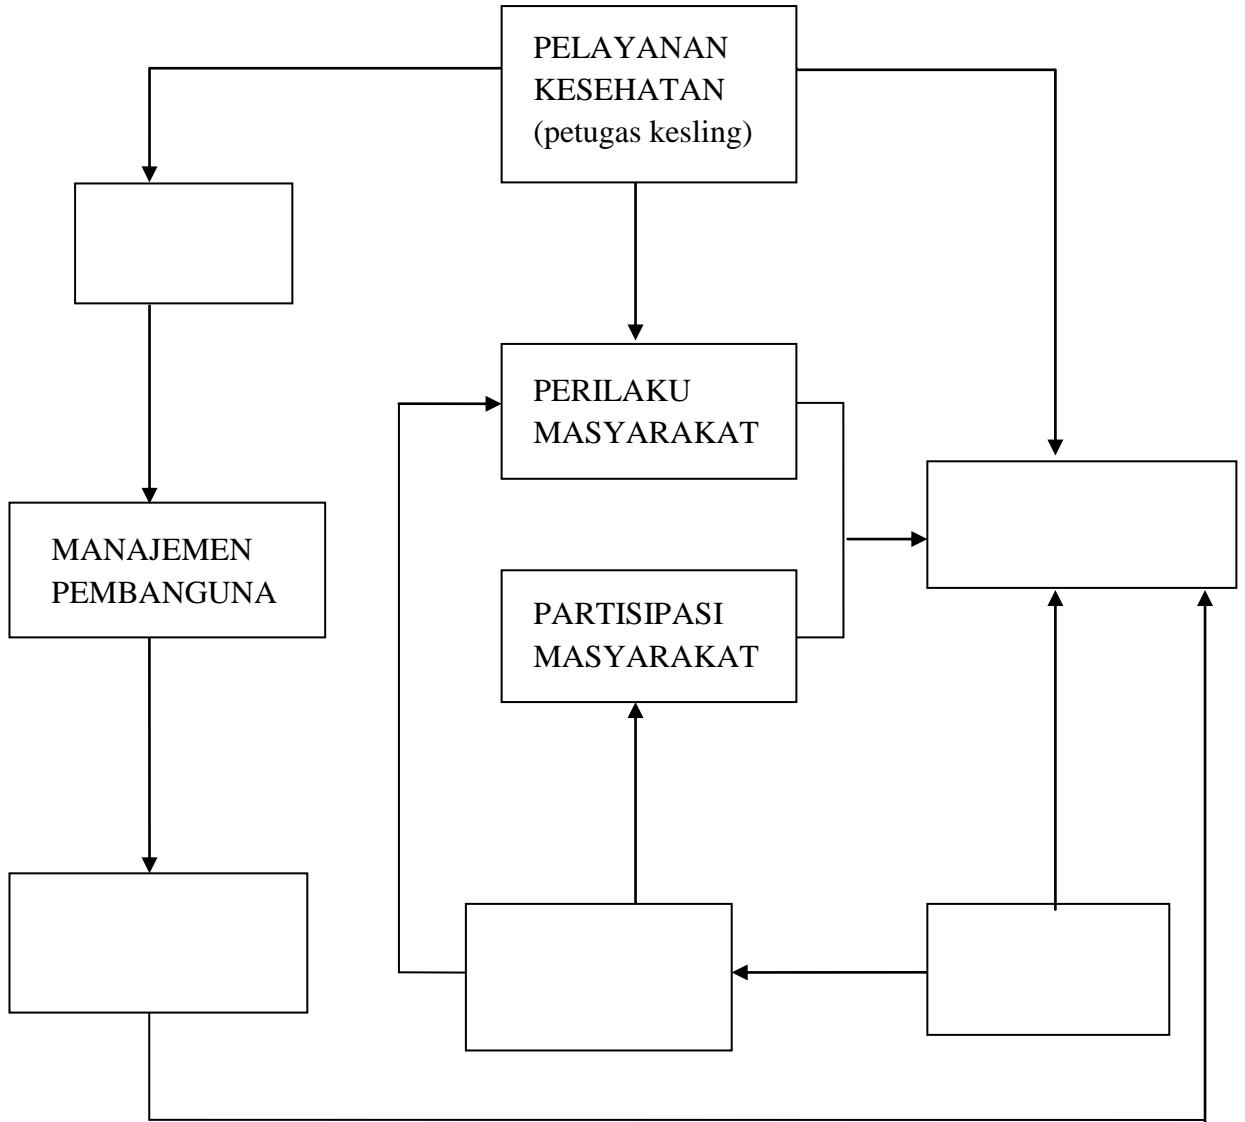 PELAYANAN
KESEHATAN
(petugas kesling)
PERILAKU
MASYARAKAT
MANAJEMEN
PEMBANGUNA
PARTISIPASI
MASYARAKAT